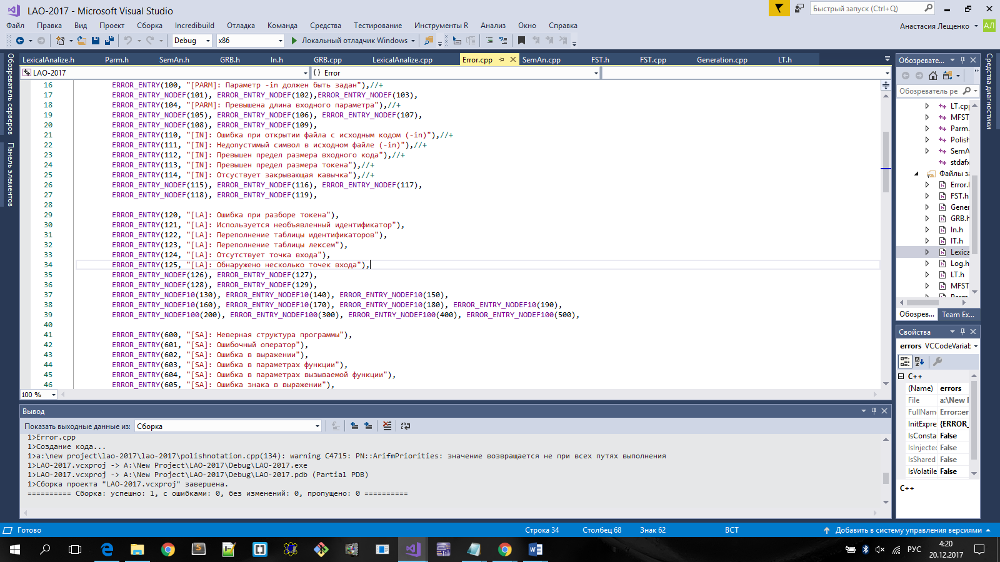 LAO-2017 - Microsoft Visual Studio
Быстрый запуск (Ctrl+Q)
Файл Правка Вид Проект Сборка Incredibuild Отладка Команда Средства Тестирование Инструменты R Анализ Окно Справка
Анастасия Лещенко АЛ
Debug x86 Локальный отладчик Windows
LexicalAnalize.h Parm.h SemAn.h GRB.h In.h GRB.cpp LexicalAnalize.cpp Error.cpp SemAn.cpp FST.h FST.cpp Generation.cpp LT.h
LAO-2017 {} Error
16 ERROR_ENTRY(100, "[PARM]: Параметр -in должен быть задан"),//+
17 ERROR_ENTRY_NODEF(101), ERROR_ENTRY_NODEF(102),ERROR_ENTRY_NODEF(103),
18 ERROR_ENTRY(104, "[PARM]: Превышена длина входного параметра"),//+
19 ERROR_ENTRY_NODEF(105), ERROR_ENTRY_NODEF(106), ERROR_ENTRY_NODEF(107),
20 ERROR_ENTRY_NODEF(108), ERROR_ENTRY_NODEF(109),
21 ERROR_ENTRY(110, "[IN]: Ошибка при открытии файла с исходным кодом (-in)"),//+
22 ERROR_ENTRY(111, "[IN]: Недопустимый символ в исходном файле (-in)"),//+
23 ERROR_ENTRY(112, "[IN]: Превышен предел размера входного кода"),//+
24 ERROR_ENTRY(113, "[IN]: Превышен предел размера токена"),//+
25 ERROR_ENTRY(114, "[IN]: Отсуствует закрывающая кавычка"),//+
26 ERROR_ENTRY_NODEF(115), ERROR_ENTRY_NODEF(116), ERROR_ENTRY_NODEF(117),
27 ERROR_ENTRY_NODEF(118), ERROR_ENTRY_NODEF(119),
28
29 ERROR_ENTRY(120, "[LA]: Ошибка при разборе токена"),
30 ERROR_ENTRY(121, "[LA]: Используется необъявленный идентификатор"),
31 ERROR_ENTRY(122, "[LA]: Переполнение таблицы идентификаторов"),
32 ERROR_ENTRY(123, "[LA]: Переполнение таблицы лексем"),
33 ERROR_ENTRY(124, "[LA]: Отсутствует точка входа"),
34 ERROR_ENTRY(125, "[LA]: Обнаружено несколько точек входа"),
35 ERROR_ENTRY_NODEF(126), ERROR_ENTRY_NODEF(127),
36 ERROR_ENTRY_NODEF(128), ERROR_ENTRY_NODEF(129),
37 ERROR_ENTRY_NODEF10(130), ERROR_ENTRY_NODEF10(140), ERROR_ENTRY_NODEF10(150),
38 ERROR_ENTRY_NODEF10(160), ERROR_ENTRY_NODEF10(170), ERROR_ENTRY_NODEF10(180), ERROR_ENTRY_NODEF10(190),
39 ERROR_ENTRY_NODEF100(200), ERROR_ENTRY_NODEF100(300), ERROR_ENTRY_NODEF100(400), ERROR_ENTRY_NODEF100(500),
40
41 ERROR_ENTRY(600, "[SA]: Неверная структура программы"),
42 ERROR_ENTRY(601, "[SA]: Ошибочный оператор"),
43 ERROR_ENTRY(602, "[SA]: Ошибка в выражении"),
44 ERROR_ENTRY(603, "[SA]: Ошибка в параметрах функции"),
45 ERROR_ENTRY(604, "[SA]: Ошибка в параметрах вызываемой функции"),
46 ERROR_ENTRY(605, "[SA]: Ошибка знака в выражении"),
100 %
Обозреватель серверов
Панель элементов
Средства диагностики
Обозревате...
Обозреватель ре
LT.cpp
MFST
Parm.
Polish
SemA
stdafx
Файлы за
Error.
FST.h
Gener
GRB.h
In.h
IT.h
Lexica
Log.h
LT.h
MFST
Parm
Обозрев... Team Ex...
Свойства
errors VCCodeVariab
C++
(Name) errors
File a:\New
FullNam Error::er
InitExpre {ERROR_
IsConsta False
IsInjected False
IsShared False
IsVolatile False
C++
Вывод
Показать выходные данные из: Сборка
1>Error.cpp
1>Создание кода...
1>a:\new project\lao-2017\lao-2017\polishnotation.cpp(134): warning C4715: PN::ArifmPriorities: значение возвращается не при всех путях выполнения
1>LAO-2017.vcxproj -> A:\New Project\LAO-2017\Debug\LAO-2017.exe
1>LAO-2017.vcxproj -> A:\New Project\LAO-2017\Debug\LAO-2017.pdb (Partial PDB)
1>Сборка проекта "LAO-2017.vcxproj" завершена.
========== Сборка: успешно: 1, с ошибками: 0, без изменений: 0, пропущено: 0 ==========
Готово Строка 34 Столбец 68 Знак 62 ВСТ Добавить в систему управления версиями
РУС 4:20
20.12.2017